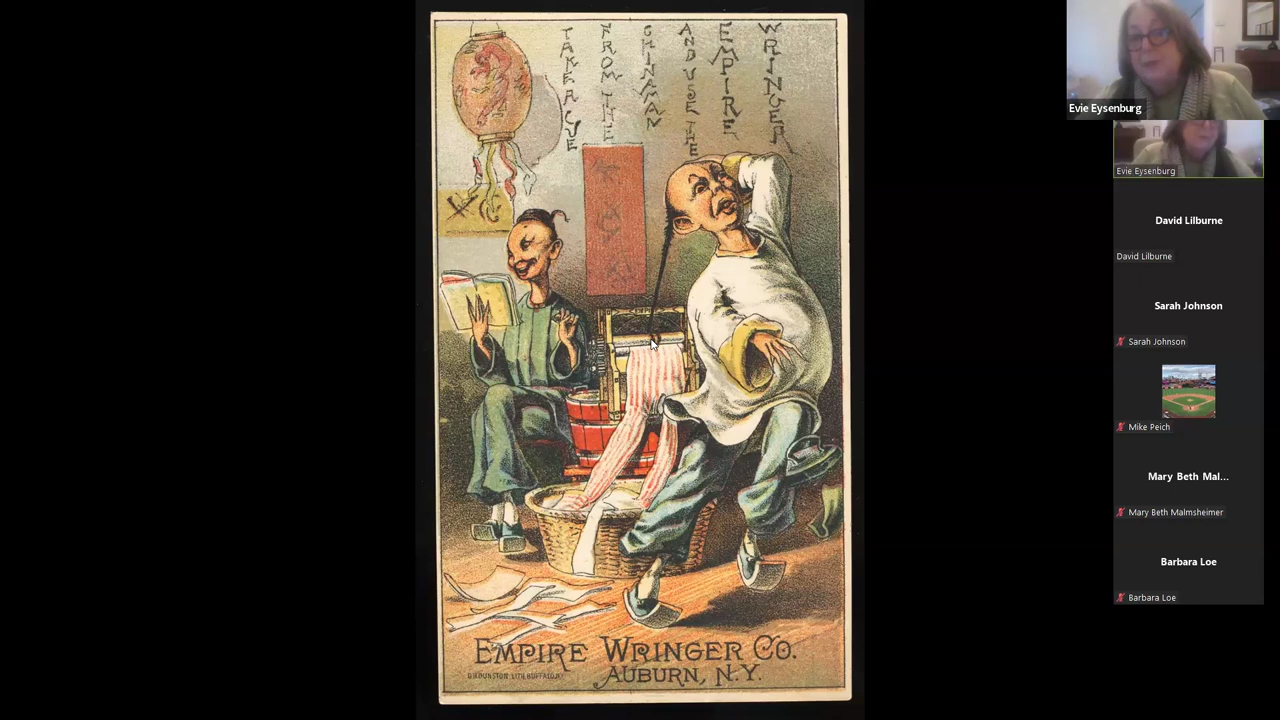 TAKE A CUE
FROM THE
CHINAMAN
AND USE THE
EMPIRE
WRINGER
EMPIRE WRINGER CO.
AUBURN, N.Y.
Evie Eysenburg
Evie Eysenburg
David Lilburne
David Lilburne
Sarah Johnson
Sarah Johnson
Mike Peich
Mary Beth Mal...
Mary Beth Malmsheimer
Barbara Loe
Barbara Loe